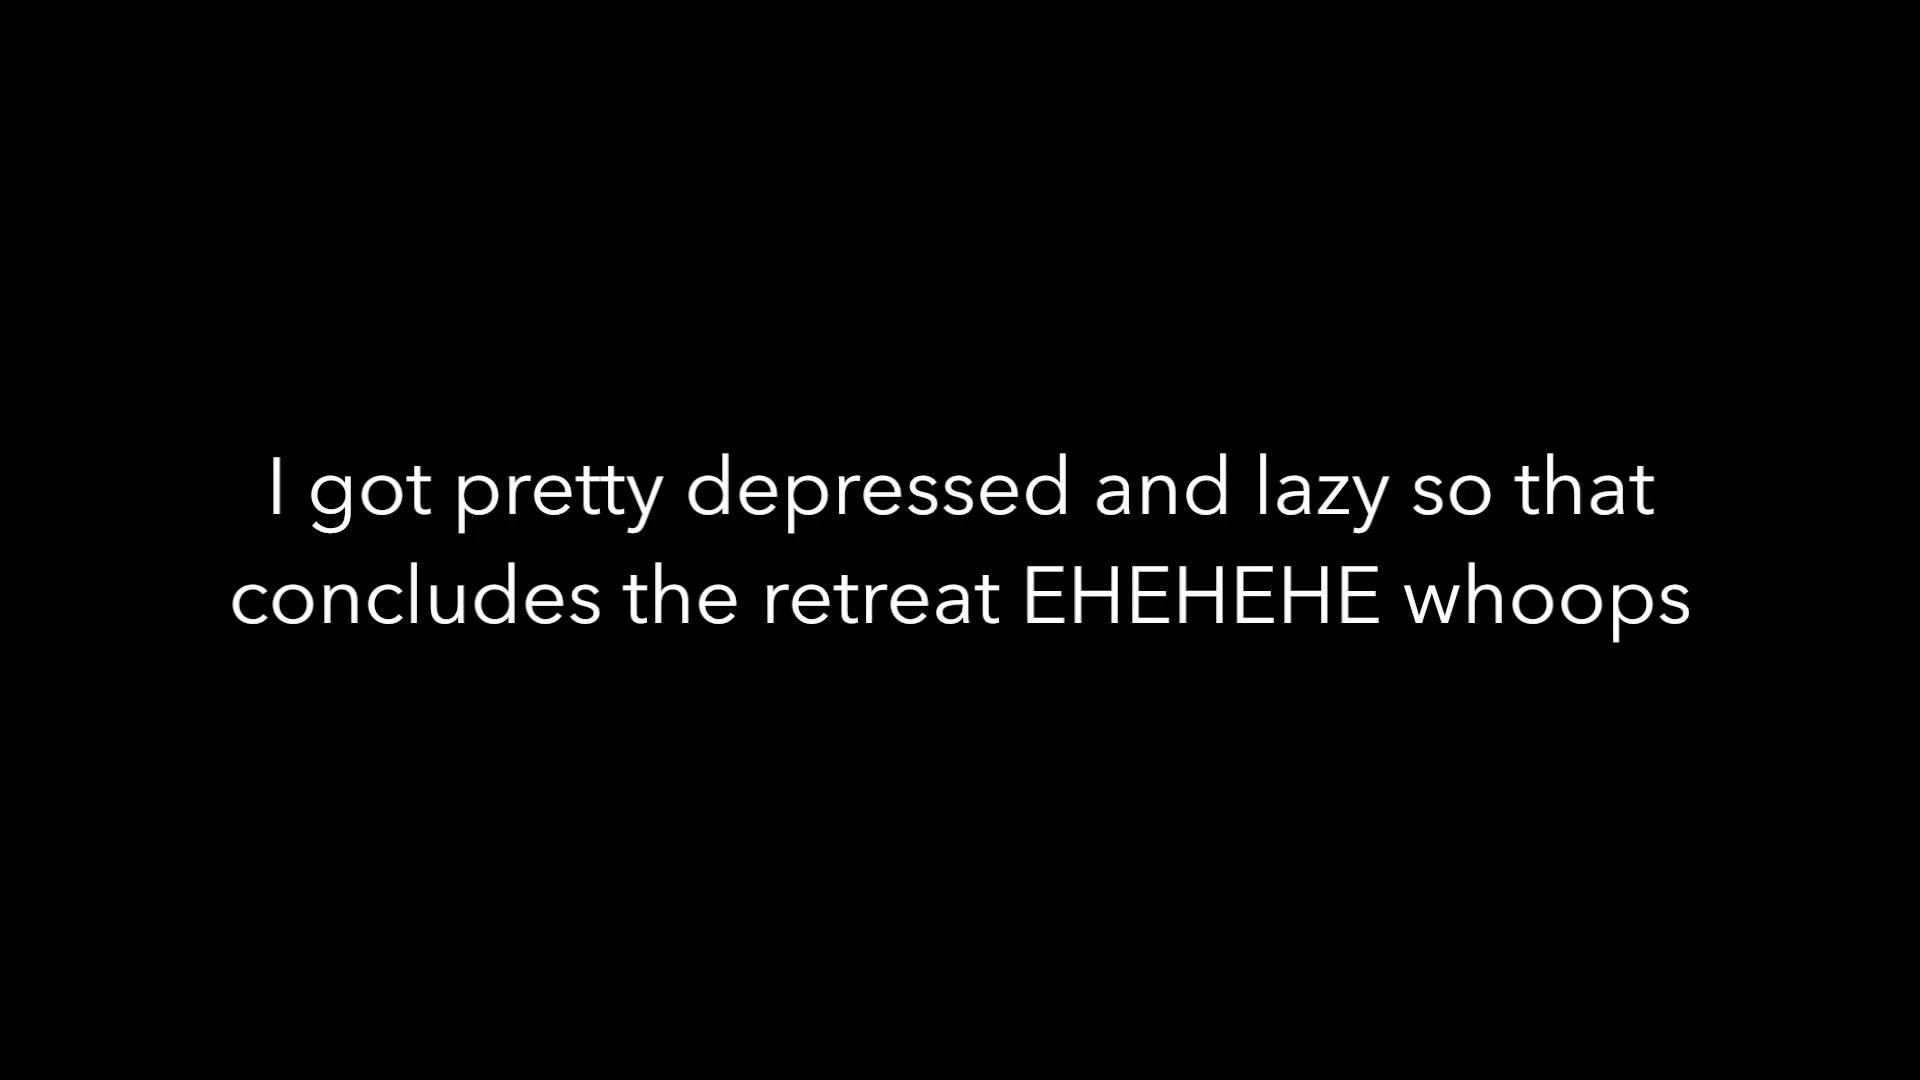 I got pretty depressed and lazy so that
concludes the retreat EHEHEHE whoops